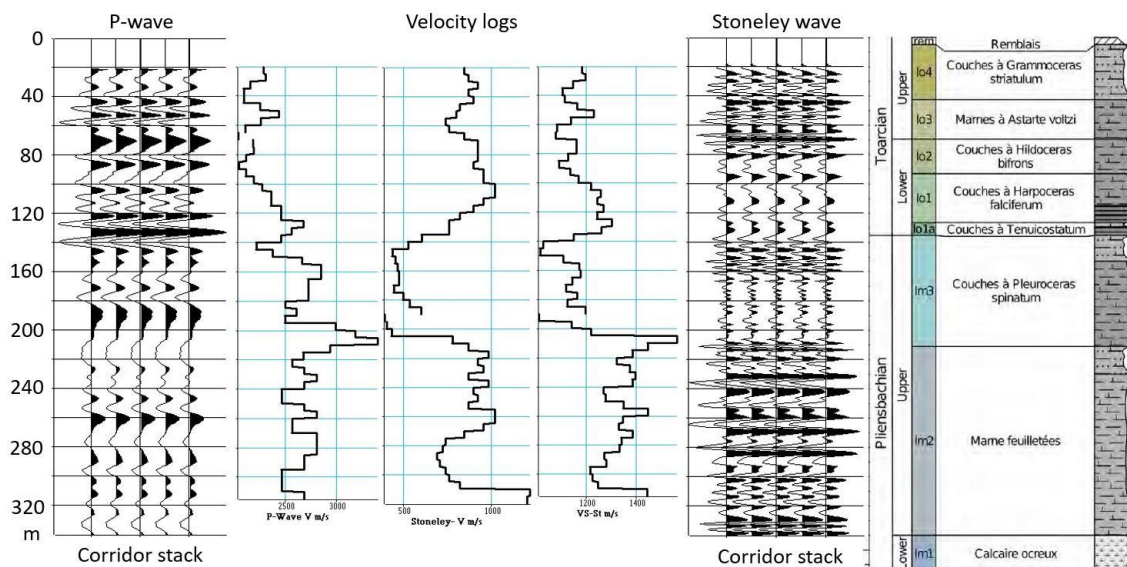 P-wave
Velocity logs
Stoneley wave
0
40
80
120
160
200
240
280
320
m
2500
3000
P-Wave V m/s
500
1000
Stoneley- V m/s
1200
1400
VS-St m/s
Corridor stack
Corridor stack
Toarcian
Pliensbachian
Upper
Lower
Upper
Lower
rem
Remblais
lo4
Couches à Grammoceras
striatulum
lo3
Marnes à Astarte voltzi
lo2
Couches à Hildoceras
bifrons
lo1
Couches à Harpoceras
falciferum
lo1a
Couches à Tenuicostatum
lm3
Couches à Pleuroceras
spinatum
lm2
Marne feuilletées
lm1
Calcaire ocreux